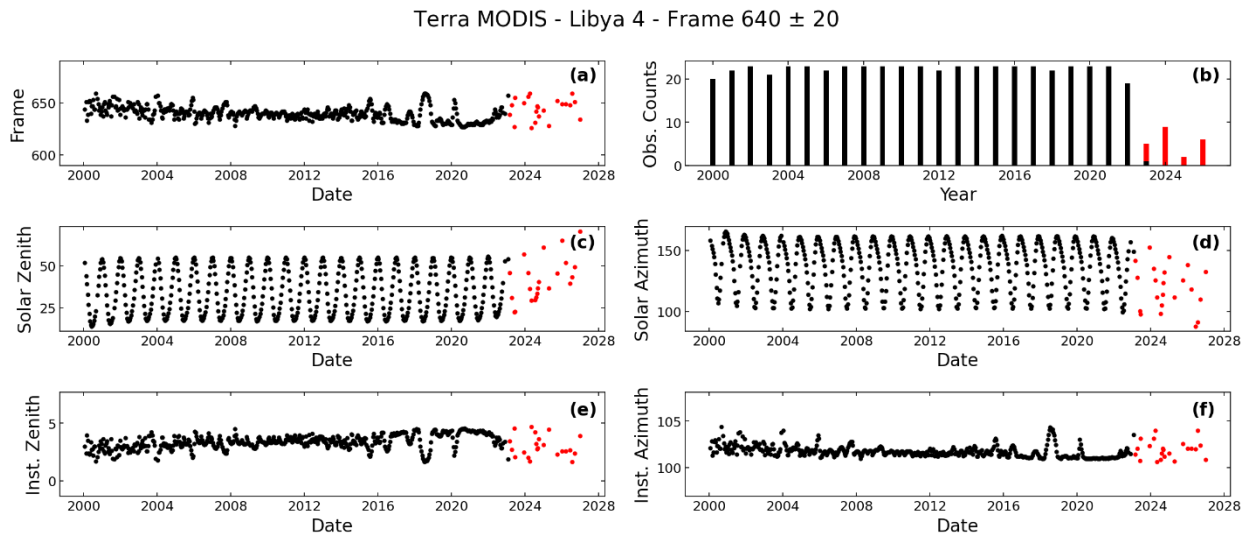 Terra MODIS - Libya 4 - Frame 640 ± 20
(a)
Frame
650
600
2000 2004 2008 2012 2016 2020 2024 2028
Date
(b)
Obs. Counts
20
10
0
2000 2004 2008 2012 2016 2020 2024
Year
(c)
Solar Zenith
50
25
2000 2004 2008 2012 2016 2020 2024 2028
Date
(d)
Solar Azimuth
150
100
2000 2004 2008 2012 2016 2020 2024 2028
Date
(e)
Inst. Zenith
5
0
2000 2004 2008 2012 2016 2020 2024 2028
Date
(f)
Inst. Azimuth
105
100
2000 2004 2008 2012 2016 2020 2024 2028
Date